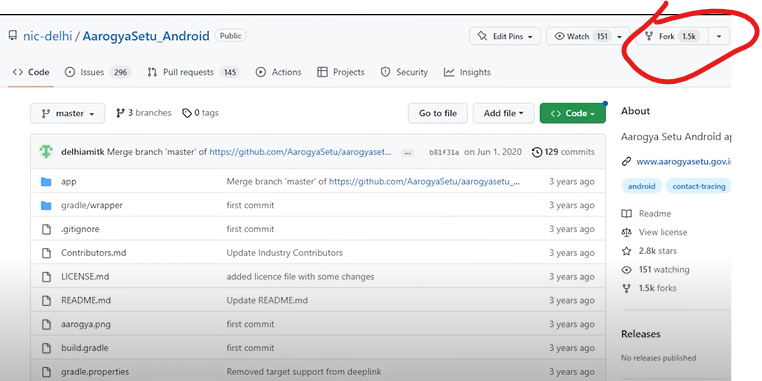 nic-delhi / AarogyaSetu_Android Public Edit Pins Watch 151 Fork 1.5k
Code Issues 296 Pull requests 145 Actions Projects Security Insights
master 3 branches 0 tags Go to file Add file Code
About
delhiamitk Merge branch 'master' of https://github.com/AarogyaSetu/aarogyaset... ... b81f31a on Jun 1, 2020 129 commits
Aarogya Setu Android
app Merge branch 'master' of https://github.com/AarogyaSetu/aarogyasetu_... 3 years ago
www.aarogyasetu.gov.i
gradle/wrapper first commit 3 years ago
android contact-tracing
.gitignore first commit 3 years ago
Readme
Contributors.md Update Industry Contributors 3 years ago
View license
LICENSE.md added licence file with some changes 3 years ago
2.8k stars
README.md Update README.md 3 years ago
151 watching
aarogya.png first commit 3 years ago
1.5k forks
build.gradle first commit 3 years ago
Releases
gradle.properties Removed target support from deeplink 3 years ago
No releases published